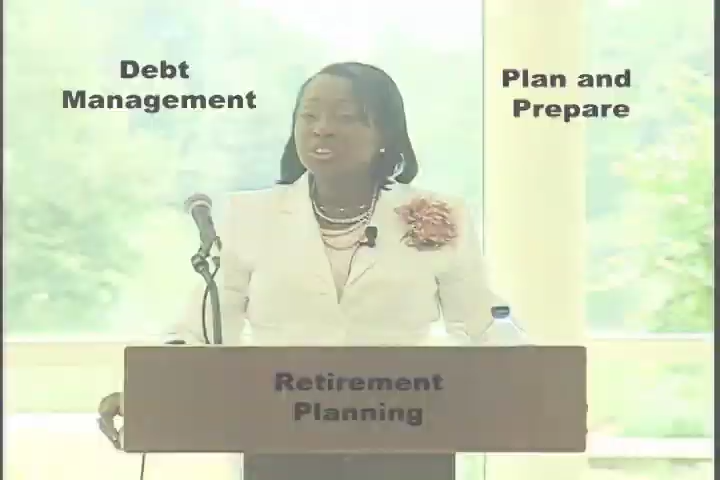 Debt
Management
Plan and
Prepare
Retirement
Planning